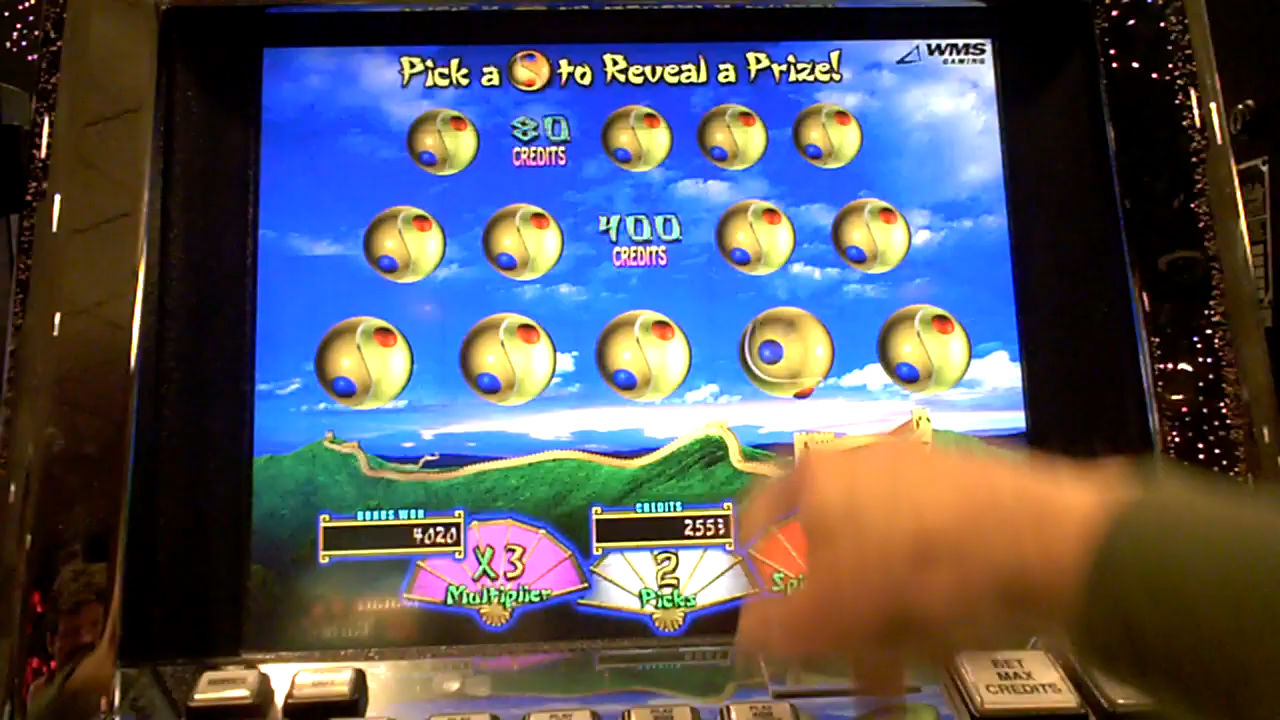 Pick a to Reveal a Prize!
WMS
GAMING
80
CREDITS
400
CREDITS
BONUS WON
4020
CREDITS
2553
X3
Multiplier
2
Picks
Spi
BET
MAX
CREDITS